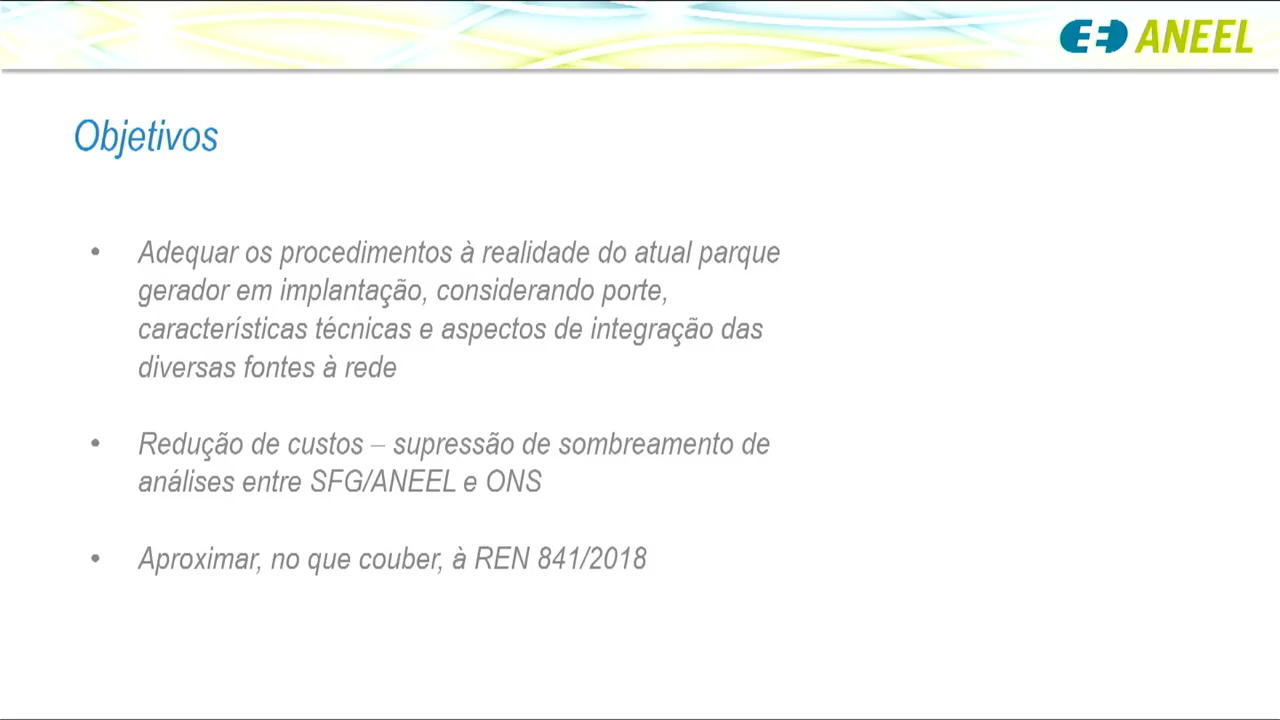 ANEEL
Objetivos
• Adequar os procedimentos à realidade do atual parque
gerador em implantação, considerando porte,
características técnicas e aspectos de integração das
diversas fontes à rede
• Redução de custos – supressão de sombreamento de
análises entre SFG/ANEEL e ONS
• Aproximar, no que couber, à REN 841/2018